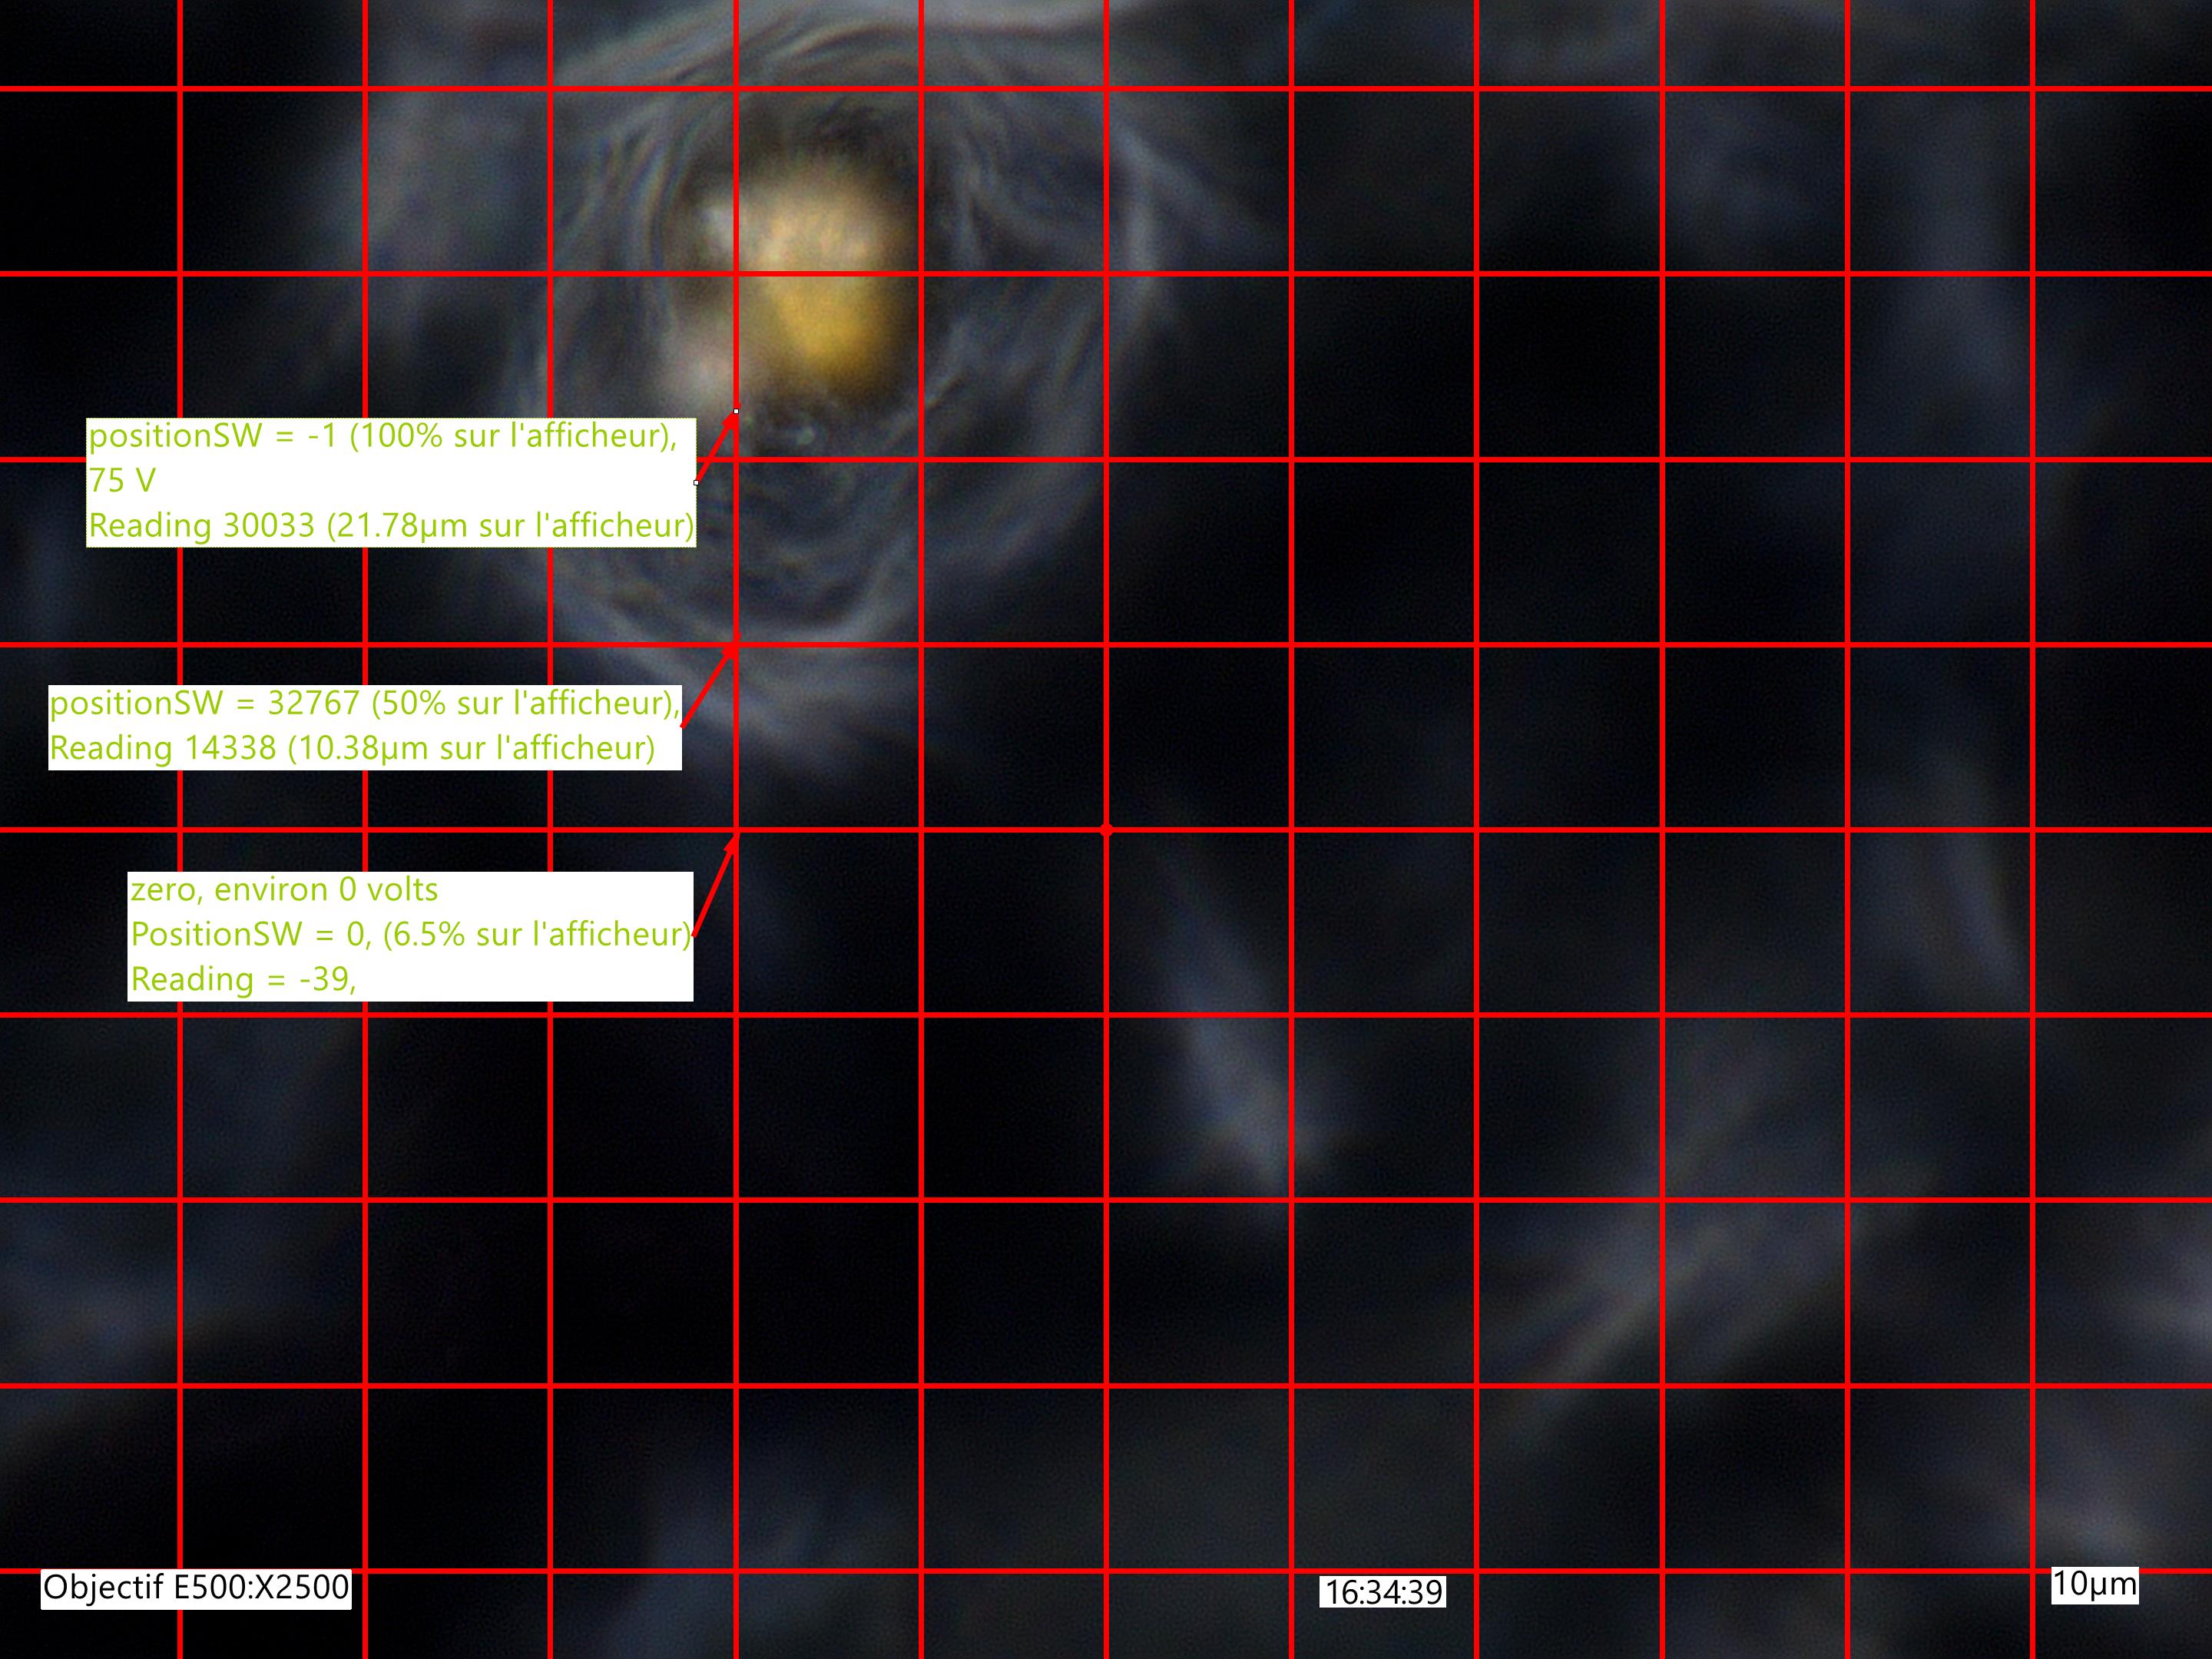 positionSW = -1 (100% sur l'afficheur),
75 V
Reading 30033 (21.78µm sur l'afficheur)
positionSW = 32767 (50% sur l'afficheur),
Reading 14338 (10.38µm sur l'afficheur)
zero, environ 0 volts
PositionSW = 0, (6.5% sur l'afficheur)
Reading = -39,
Objectif E500:X2500
16:34:39
10µm